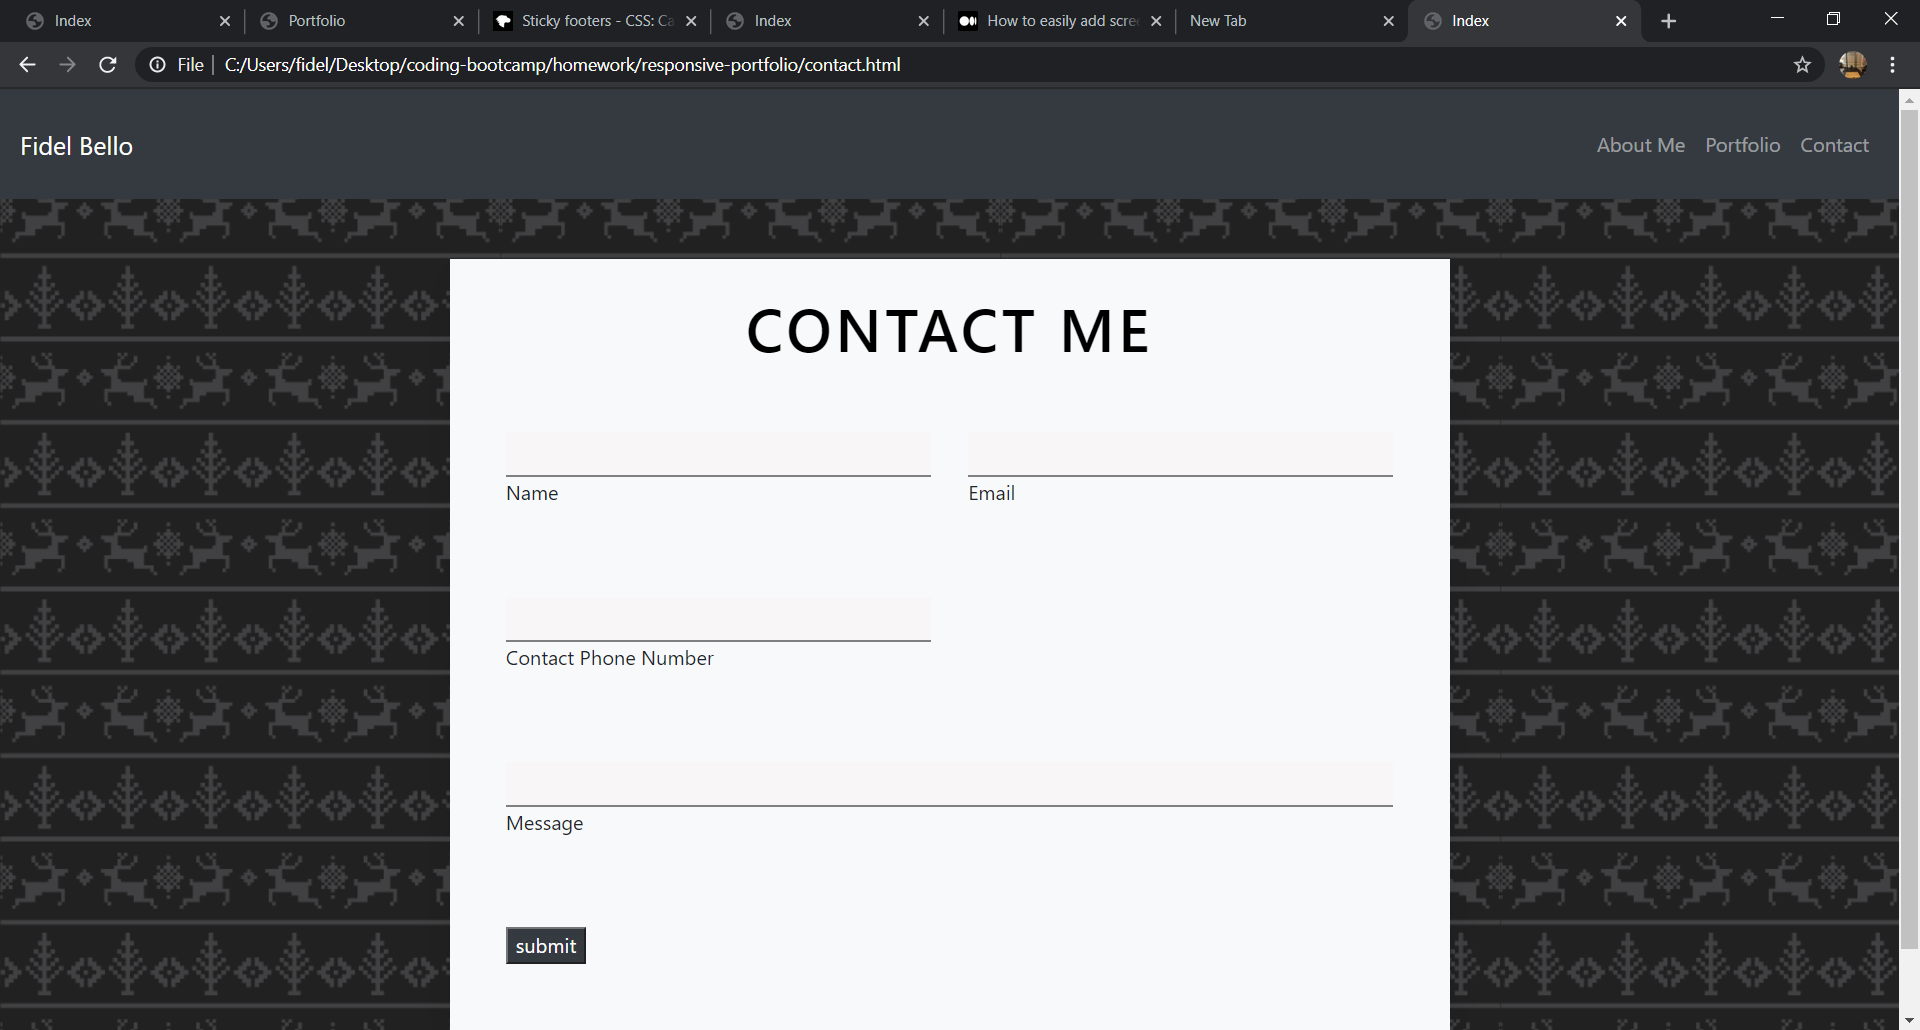 Index
Portfolio
Sticky footers - CSS: Ca
Index
How to easily add scre
New Tab
Index
File
C:/Users/fidel/Desktop/coding-bootcamp/homework/responsive-portfolio/contact.html
Fidel Bello
About Me Portfolio Contact
CONTACT ME
Name
Email
Contact Phone Number
Message
submit